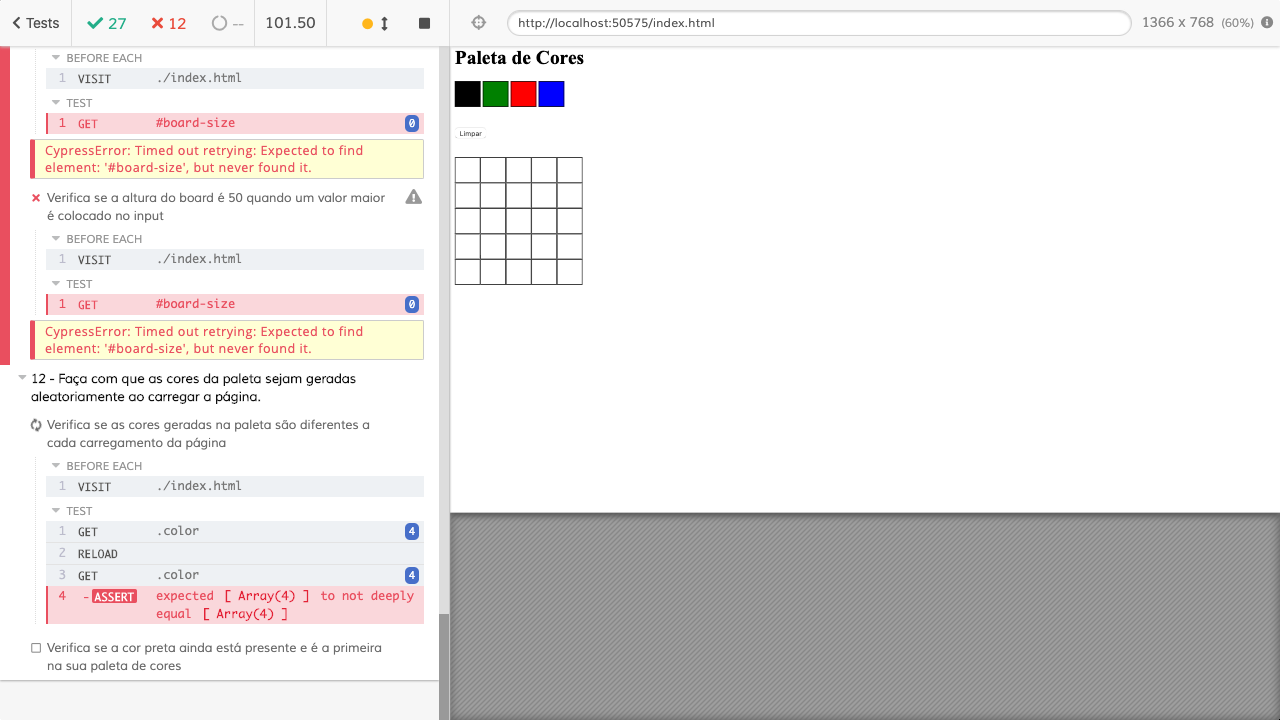 Tests 27 12 -- 101.50 http://localhost:50575/index.html 1366 x 768 (60%)
BEFORE EACH
1 VISIT ./index.html
TEST
1 GET #board-size 0
CypressError: Timed out retrying: Expected to find
element: '#board-size', but never found it.
Verifica se a altura do board é 50 quando um valor maior
é colocado no input
BEFORE EACH
1 VISIT ./index.html
TEST
1 GET #board-size 0
CypressError: Timed out retrying: Expected to find
element: '#board-size', but never found it.
12 - Faça com que as cores da paleta sejam geradas
aleatoriamente ao carregar a página.
Verifica se as cores geradas na paleta são diferentes a
cada carregamento da página
BEFORE EACH
1 VISIT ./index.html
TEST
1 GET .color 4
2 RELOAD
3 GET .color 4
4 -ASSERT expected [ Array(4) ] to not deeply
equal [ Array(4) ]
Verifica se a cor preta ainda está presente e é a primeira
na sua paleta de cores
Paleta de Cores
Limpar